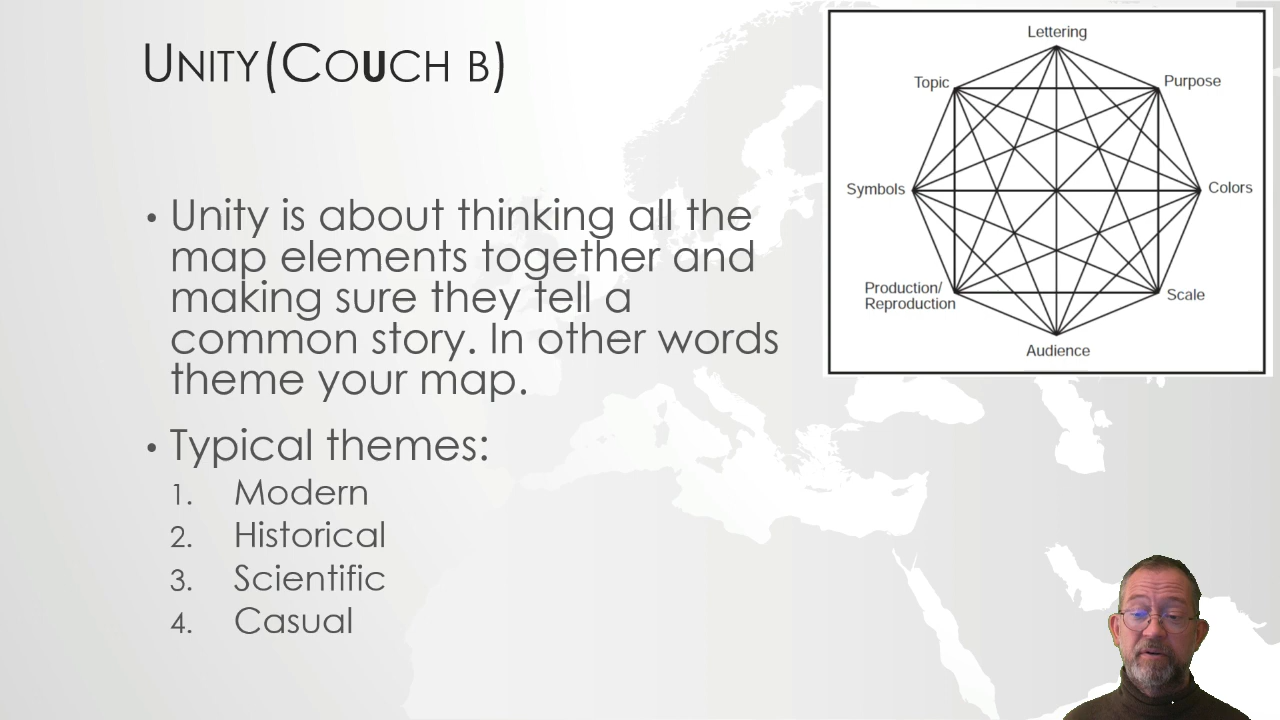 UNITY(COUCH B)
• Unity is about thinking all the
map elements together and
making sure they tell a
common story. In other words
theme your map.
• Typical themes:
1. Modern
2. Historical
3. Scientific
4. Casual
Lettering
Topic
Purpose
Symbols
Colors
Production/
Reproduction
Scale
Audience